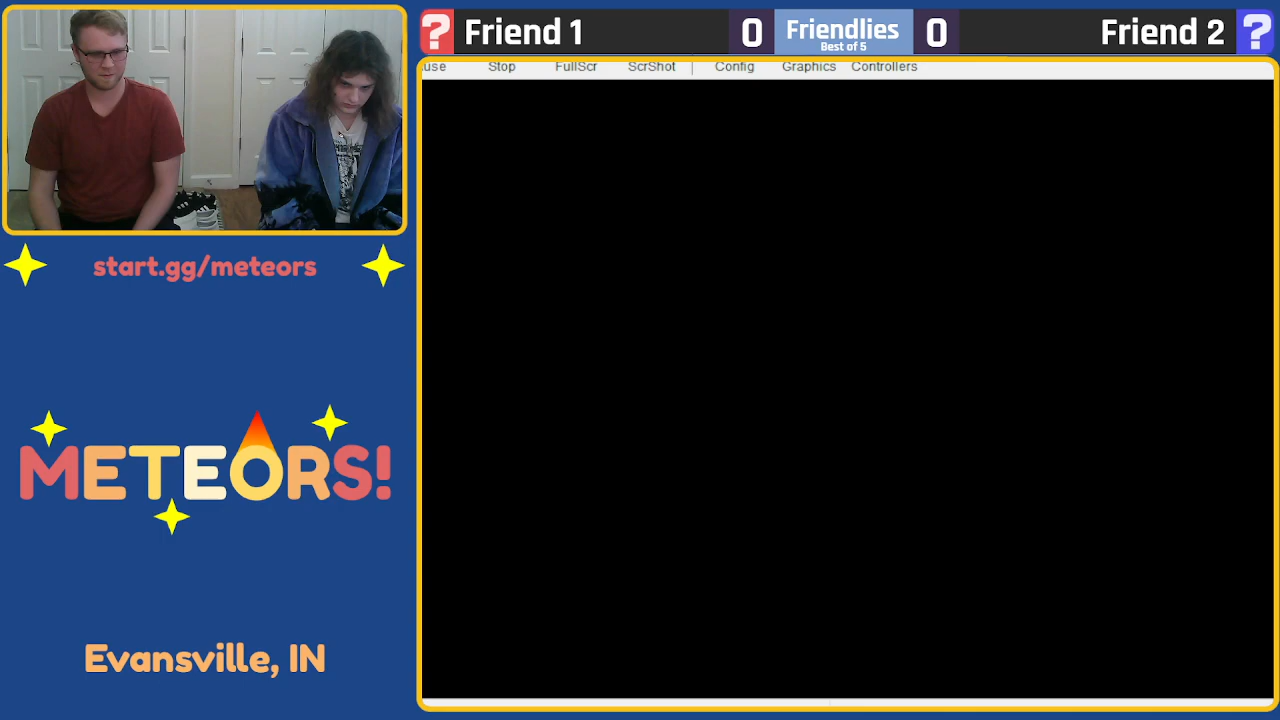 ? Friend 1 0 Friendlies 0 Friend 2 ?
Best of 5
use Stop FullScr ScrShot Config Graphics Controllers
start.gg/meteors
METEORS!
Evansville, IN